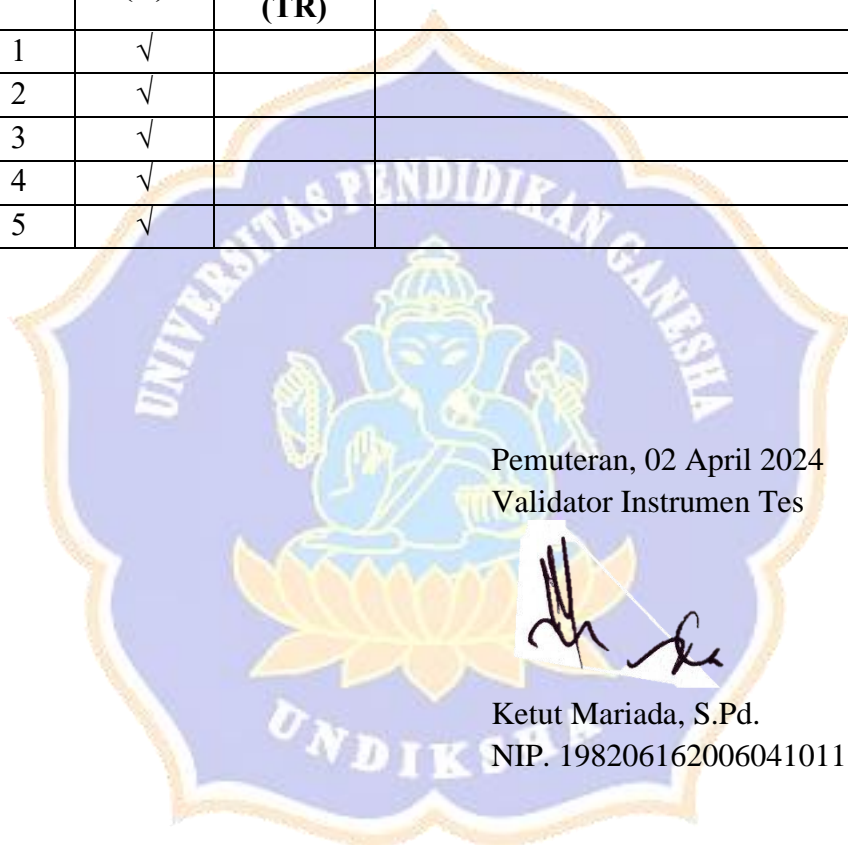 (TR)
1 √
2 √
3 √
4 √
5 √
UNIVERSITAS PENDIDIKAN GANESHA
Pemuteran, 02 April 2024
Validator Instrumen Tes
Ketut Mariada, S.Pd.
NIP. 198206162006041011
UNDIKSHA